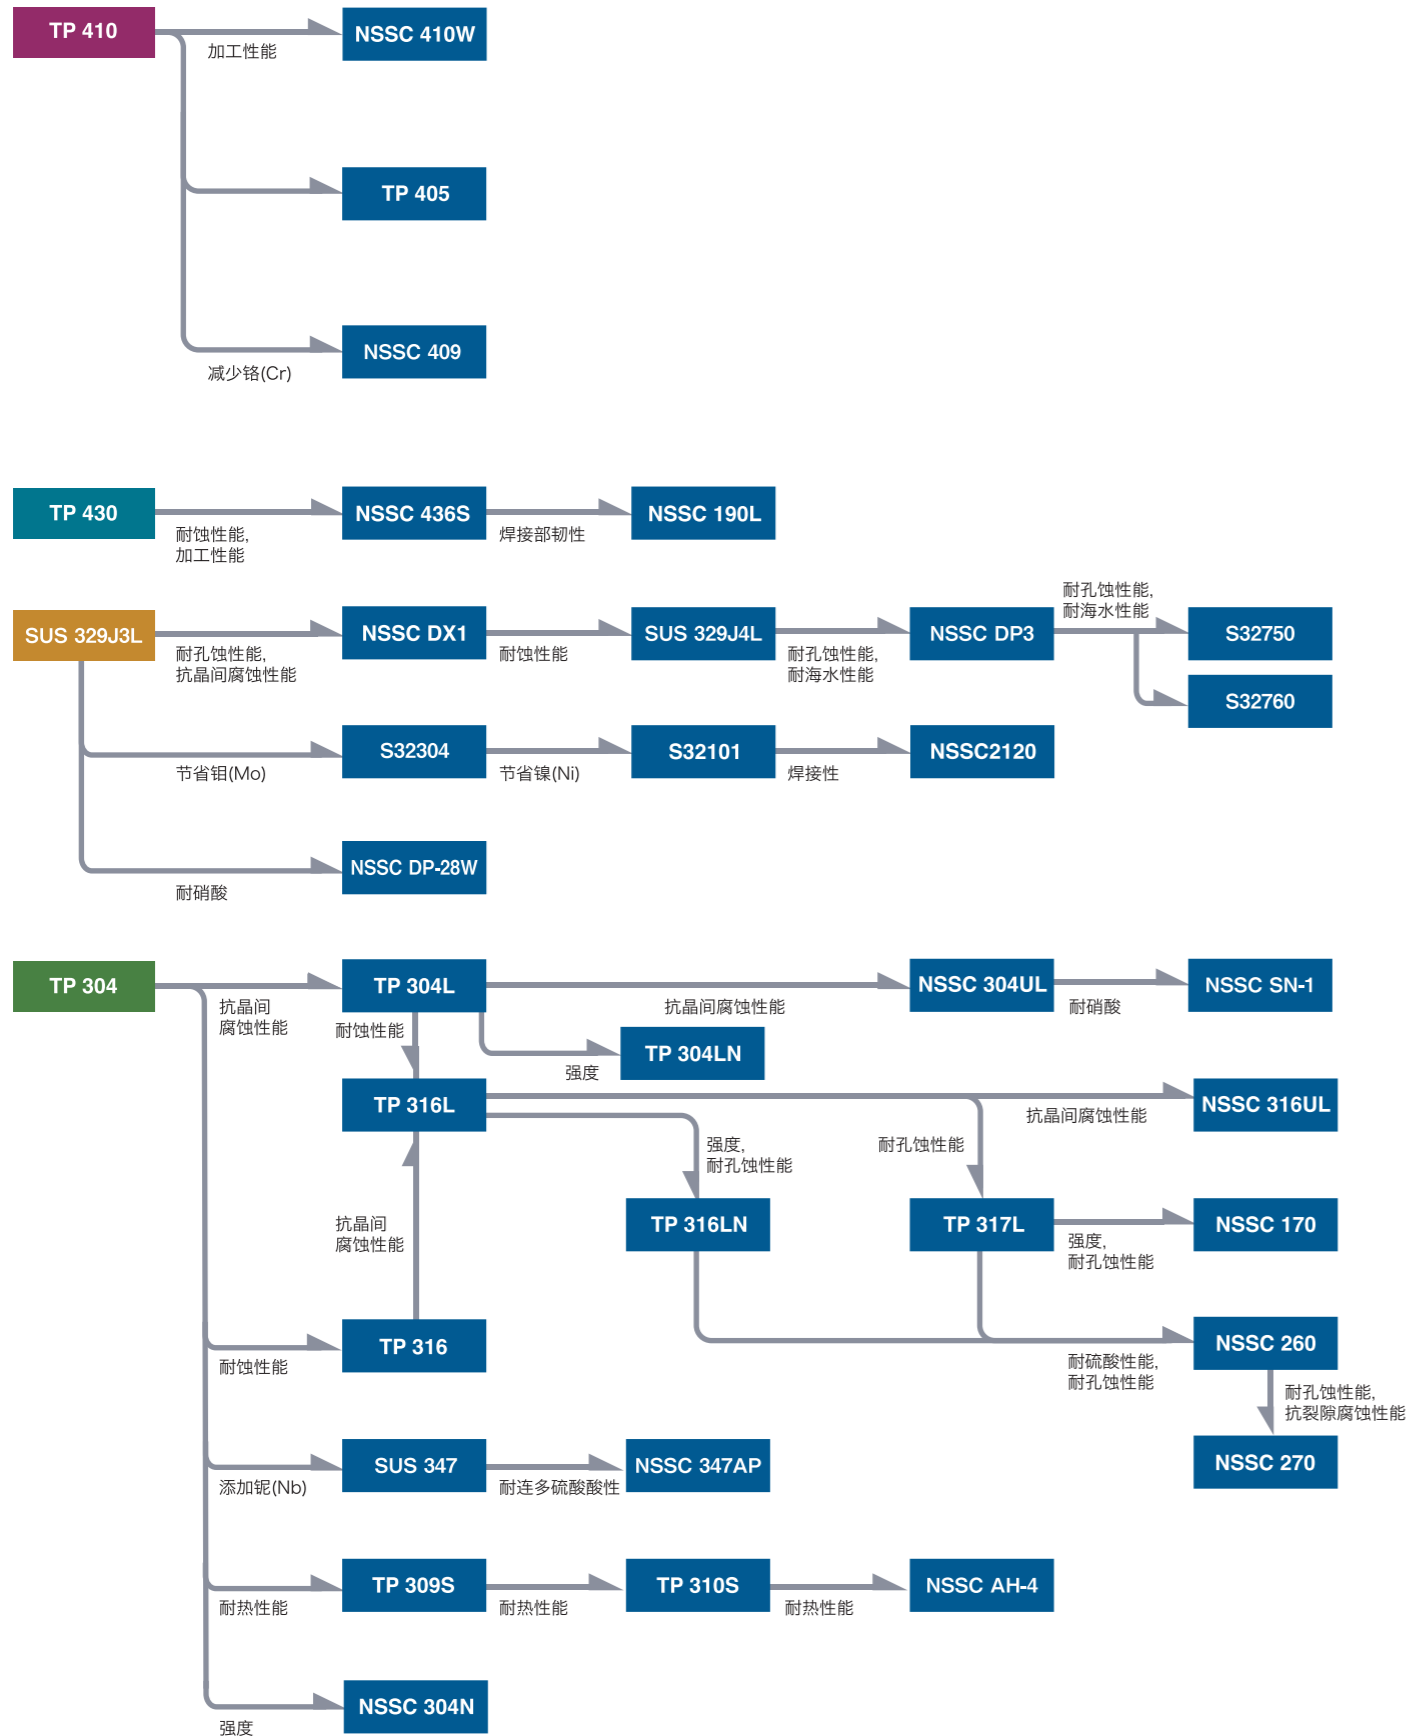 TP 410
加工性能
NSSC 410W
TP 405
减少铬(Cr)
NSSC 409
TP 430
耐蚀性能,
加工性能
NSSC 436S
焊接部韧性
NSSC 190L
SUS 329J3L
耐孔蚀性能,
抗晶间腐蚀性能
NSSC DX1
耐蚀性能
SUS 329J4L
耐孔蚀性能,
耐海水性能
NSSC DP3
耐孔蚀性能,
耐海水性能
S32750
S32760
节省钼(Mo)
S32304
节省镍(Ni)
S32101
焊接性
NSSC2120
耐硝酸
NSSC DP-28W
TP 304
抗晶间
腐蚀性能
TP 304L
抗晶间腐蚀性能
NSSC 304UL
耐硝酸
NSSC SN-1
耐蚀性能
强度
TP 304LN
TP 316L
抗晶间腐蚀性能
NSSC 316UL
强度,
耐孔蚀性能
耐孔蚀性能
TP 316LN
TP 317L
强度,
耐孔蚀性能
NSSC 170
抗晶间
腐蚀性能
耐蚀性能
TP 316
耐硫酸性能,
耐孔蚀性能
NSSC 260
耐孔蚀性能,
抗裂隙腐蚀性能
NSSC 270
添加铌(Nb)
SUS 347
耐连多硫酸酸性
NSSC 347AP
耐热性能
TP 309S
耐热性能
TP 310S
耐热性能
NSSC AH-4
强度
NSSC 304N